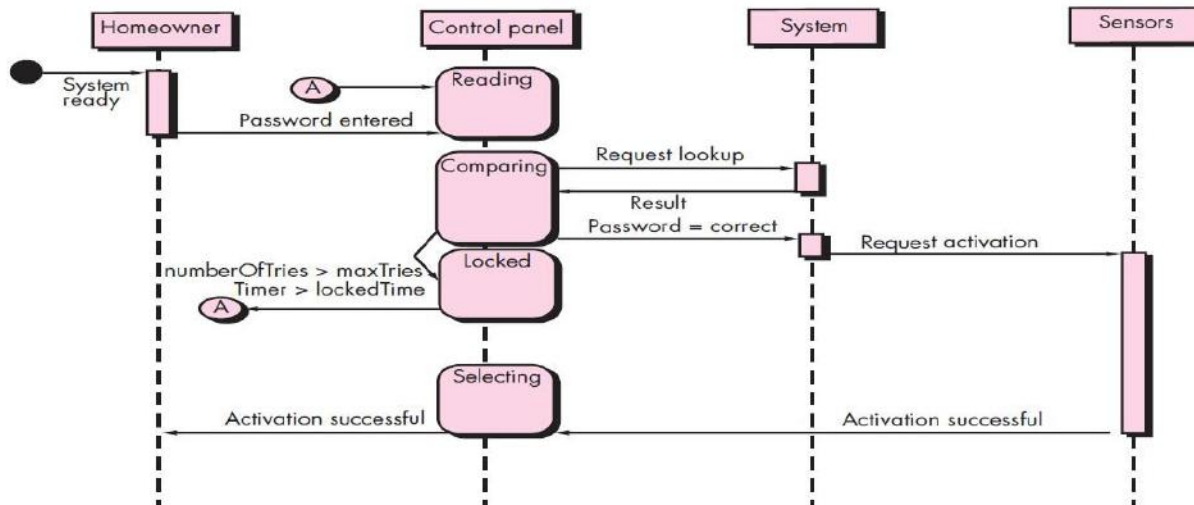 Homeowner
Control panel
System
Sensors
System
ready
A
Reading
Password entered
Comparing
Request lookup
Result
Password = correct
Request activation
numberOfTries > maxTries
Locked
Timer > lockedTime
A
Selecting
Activation successful
Activation successful